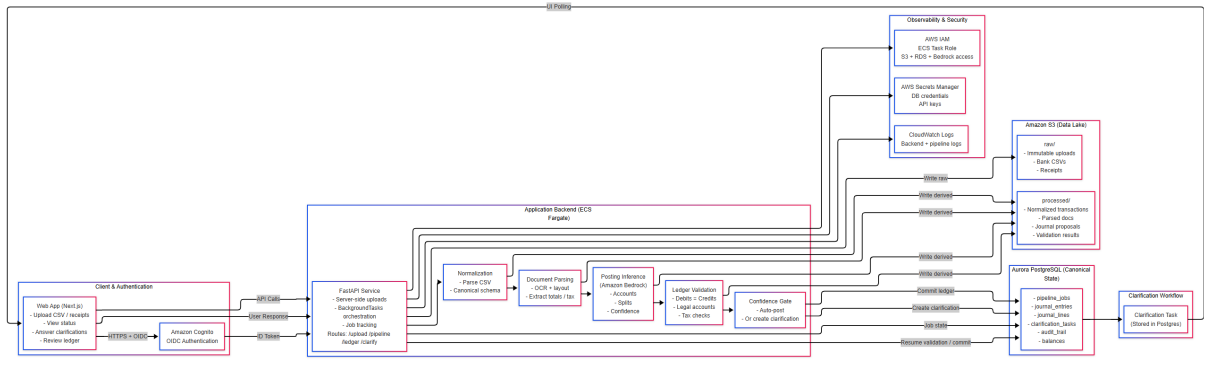 UI Polling
Observability & Security
AWS IAM
ECS Task Role
S3 + RDS + Bedrock access
AWS Secrets Manager
DB credentials
API keys
CloudWatch Logs
Backend + pipeline logs
Amazon S3 (Data Lake)
raw/
- Immutable uploads
- Bank CSVs
- Receipts
processed/
- Normalized transactions
- Parsed docs
- Journal proposals
- Validation results
Write raw
Write derived
Write derived
Write derived
Write derived
Application Backend (ECS
Fargate)
FastAPI Service
- Server-side uploads
- BackgroundTasks
orchestration
- Job tracking
Routes: /upload /pipeline
/ledger /clarify
Normalization
- Parse CSV
- Canonical schema
Document Parsing
- OCR + layout
- Extract totals / tax
Posting Inference
(Amazon Bedrock)
- Accounts
- Splits
- Confidence
Ledger Validation
- Debits = Credits
- Legal accounts
- Tax checks
Confidence Gate
- Auto-post
- Or create clarification
Client & Authentication
Web App (Next.js)
- Upload CSV / receipts
- View status
- Answer clarifications
- Review ledger
HTTPS + OIDC
Amazon Cognito
OIDC Authentication
API Calls
User Response
ID Token
Commit ledger
Create clarification
Job state
Resume validation / commit
Aurora PostgreSQL (Canonical
State)
- pipeline_jobs
- journal_entries
- journal_lines
- clarification_tasks
- audit_trail
- balances
Clarification Workflow
Clarification Task
(Stored in Postgres)